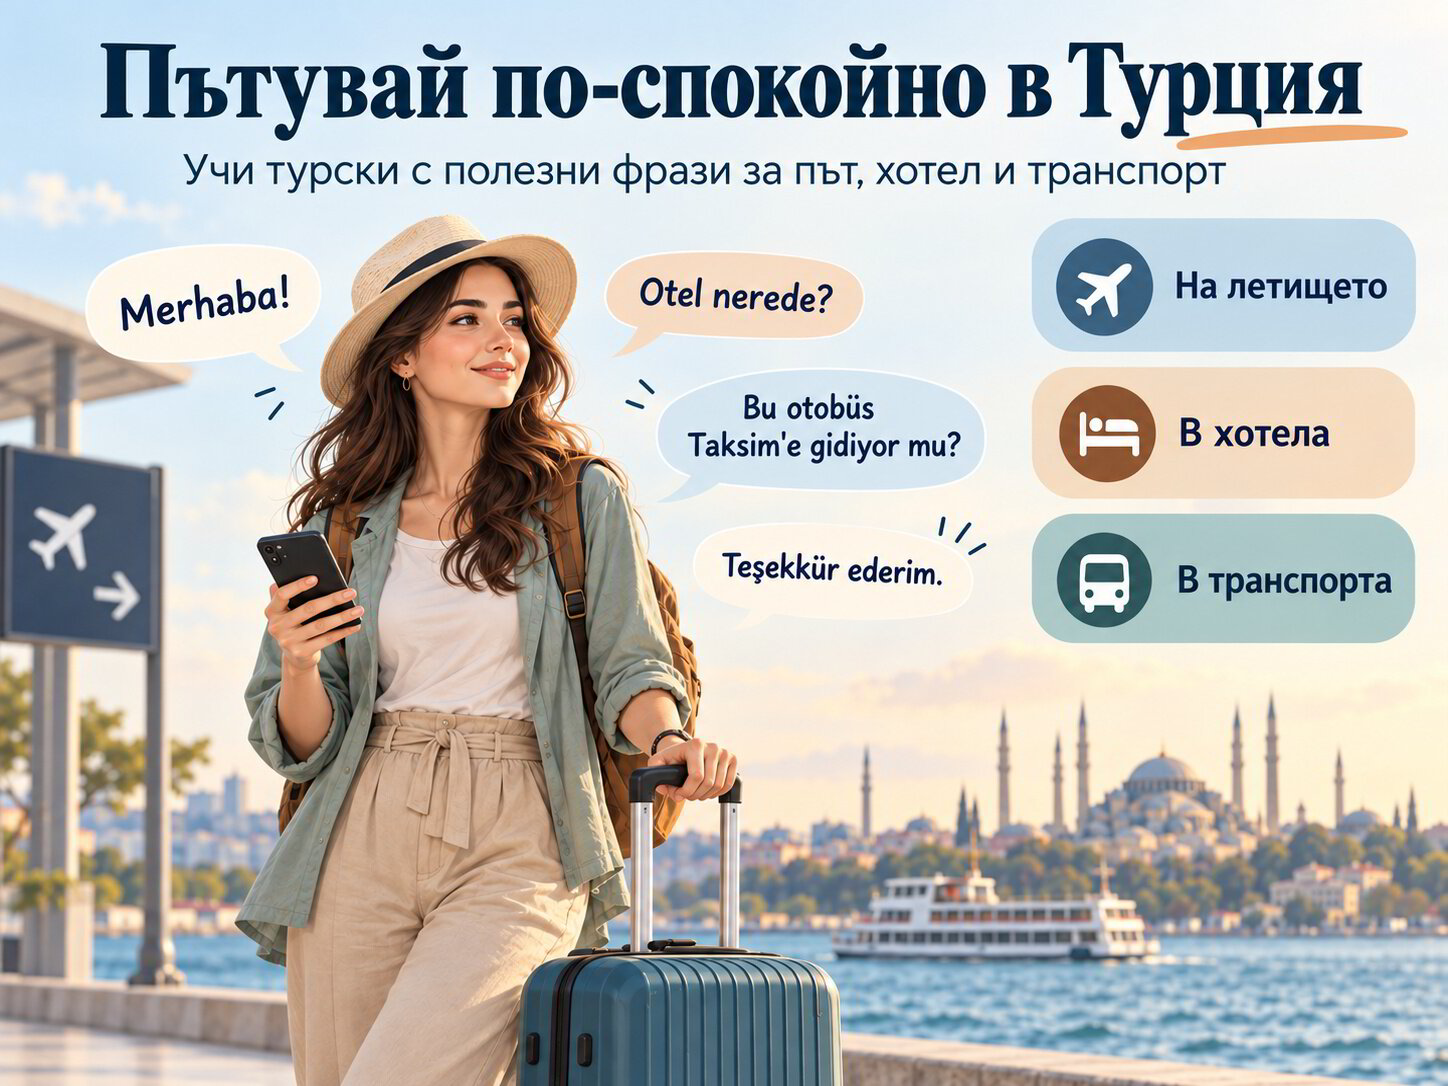 Пътувай по-спокойно в Турция
Учи турски с полезни фрази за път, хотел и транспорт
Merhaba!
Otel nerede?
Bu otobüs
Taksim'e gidiyor mu?
Teşekkür ederim.
На летището
В хотела
В транспорта